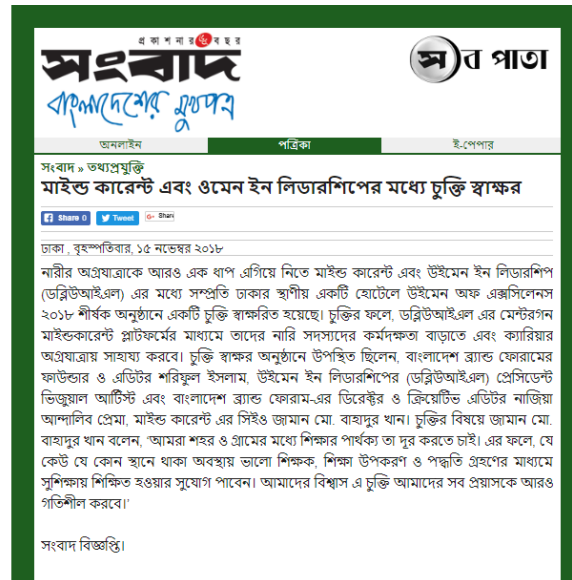 প্রকাশনার ৬৮ বছর
সংবাদ
বাংলাদেশের মুখপত্র
সব পাতা
অনলাইন পত্রিকা ই-পেপার
সংবাদ » তথ্যপ্রযুক্তি
মাইন্ড কারেন্ট এবং ওমেন ইন লিডারশিপের মধ্যে চুক্তি স্বাক্ষর
Share 0 Tweet G+ Share
ঢাকা , বৃহস্পতিবার, ১৫ নভেম্বর ২০১৮
নারীর অগ্রযাত্রাকে আরও এক ধাপ এগিয়ে নিতে মাইন্ড কারেন্ট এবং উইমেন ইন লিডারশিপ
(ডব্লিউআইএল) এর মধ্যে সম্প্রতি ঢাকার স্থাণীয় একটি হোটেলে উইমেন অফ এক্সসিলেনস
২০১৮ শীর্ষক অনুষ্ঠানে একটি চুক্তি স্বাক্ষরিত হয়েছে। চুক্তির ফলে, ডব্লিউআইএল এর মেন্টরগন
মাইন্ডকারেন্ট প্লাটফর্মের মাধ্যমে তাদের নারি সদস্যদের কর্মদক্ষতা বাড়াতে এবং ক্যারিয়ার
অগ্রযাত্রায় সাহায্য করবে। চুক্তি স্বাক্ষর অনুষ্ঠানে উপস্থিত ছিলেন, বাংলাদেশ ব্র্যান্ড ফোরামের
ফাউন্ডার ও এডিটর শরিফুল ইসলাম, উইমেন ইন লিডারশিপের (ডব্লিউআইএল) প্রেসিডেন্ট
ভিজুয়াল আর্টিস্ট এবং বাংলাদেশ ব্র্যান্ড ফোরাম-এর ডিরেক্টর ও ক্রিয়েটিভ এডিটর নাজিয়া
আন্দালিব প্রেমা, মাইন্ড কারেন্ট এর সিইও জামান মো. বাহাদুর খান। চুক্তির বিষয়ে জামান মো.
বাহাদুর খান বলেন, 'আমরা শহর ও গ্রামের মধ্যে শিক্ষার পার্থক্য তা দূর করতে চাই। এর ফলে, যে
কেউ যে কোন স্থানে থাকা অবস্থায় ভালো শিক্ষক, শিক্ষা উপকরণ ও পদ্ধতি গ্রহণের মাধ্যমে
সুশিক্ষায় শিক্ষিত হওয়ার সুযোগ পাবেন। আমাদের বিশ্বাস এ চুক্তি আমাদের সব প্রয়াসকে আরও
গতিশীল করবে।'
সংবাদ বিজ্ঞপ্তি।